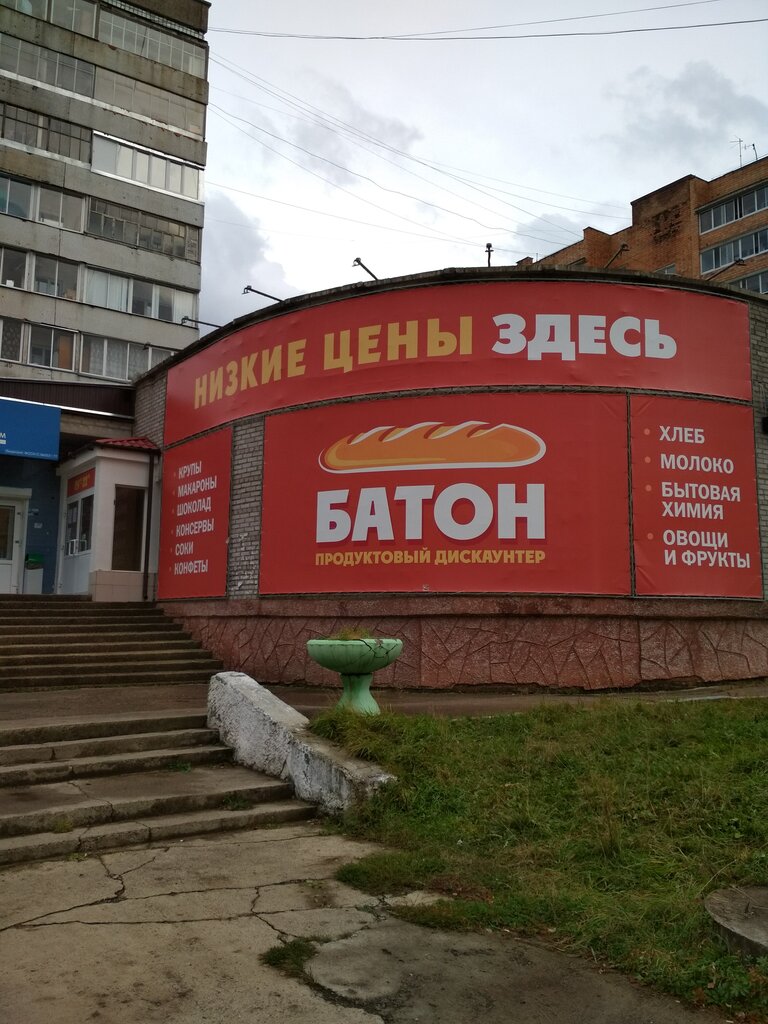 НИЗКИЕ ЦЕНЫ ЗДЕСЬ
КРУПЫ
МАКАРОНЫ
ШОКОЛАД
КОНСЕРВЫ
СОКИ
КОНФЕТЫ
БАТОН
ПРОДУКТОВЫЙ ДИСКАУНТЕР
ХЛЕБ
МОЛОКО
БЫТОВАЯ
ХИМИЯ
ОВОЩИ
И ФРУКТЫ